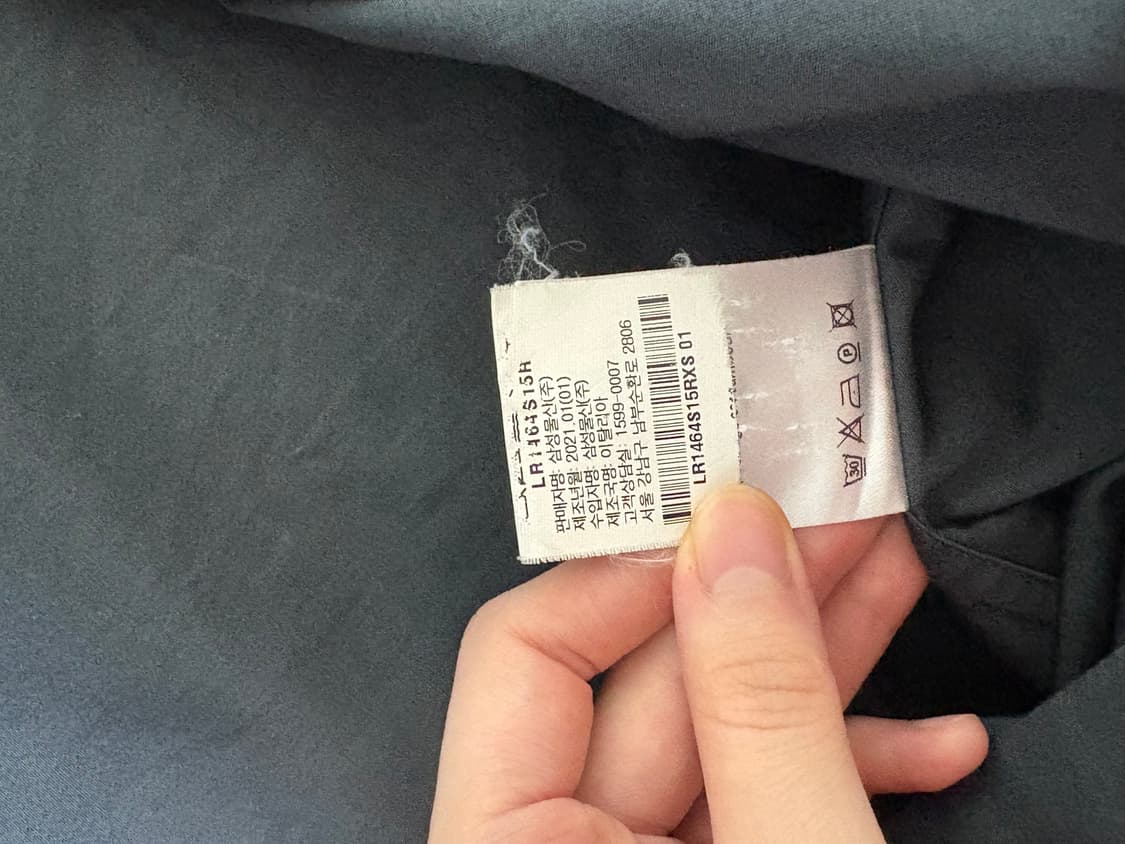 LR1464S15R
판매자명: 삼성물산(주)
제조년월: 2021.01(01)
수입자명: 삼성물산(주)
제조국명: 이탈리아
고객상담실: 1599-0007
서울 강남구 남부순환로 2806
LR1464S15RXS 01
30
P